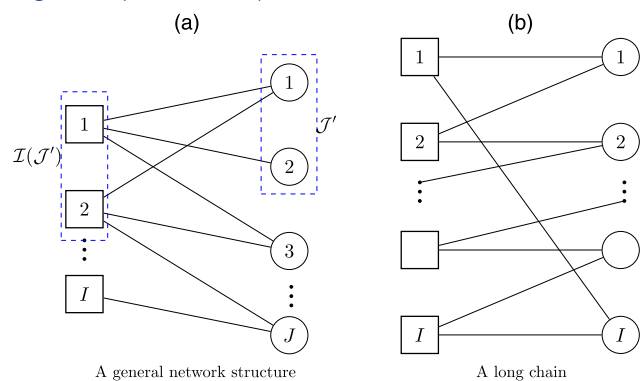 (a)
1
2
I
I(J′)
1
2
3
J
J′
A general network structure
(b)
1
2
I
1
2
I
A long chain